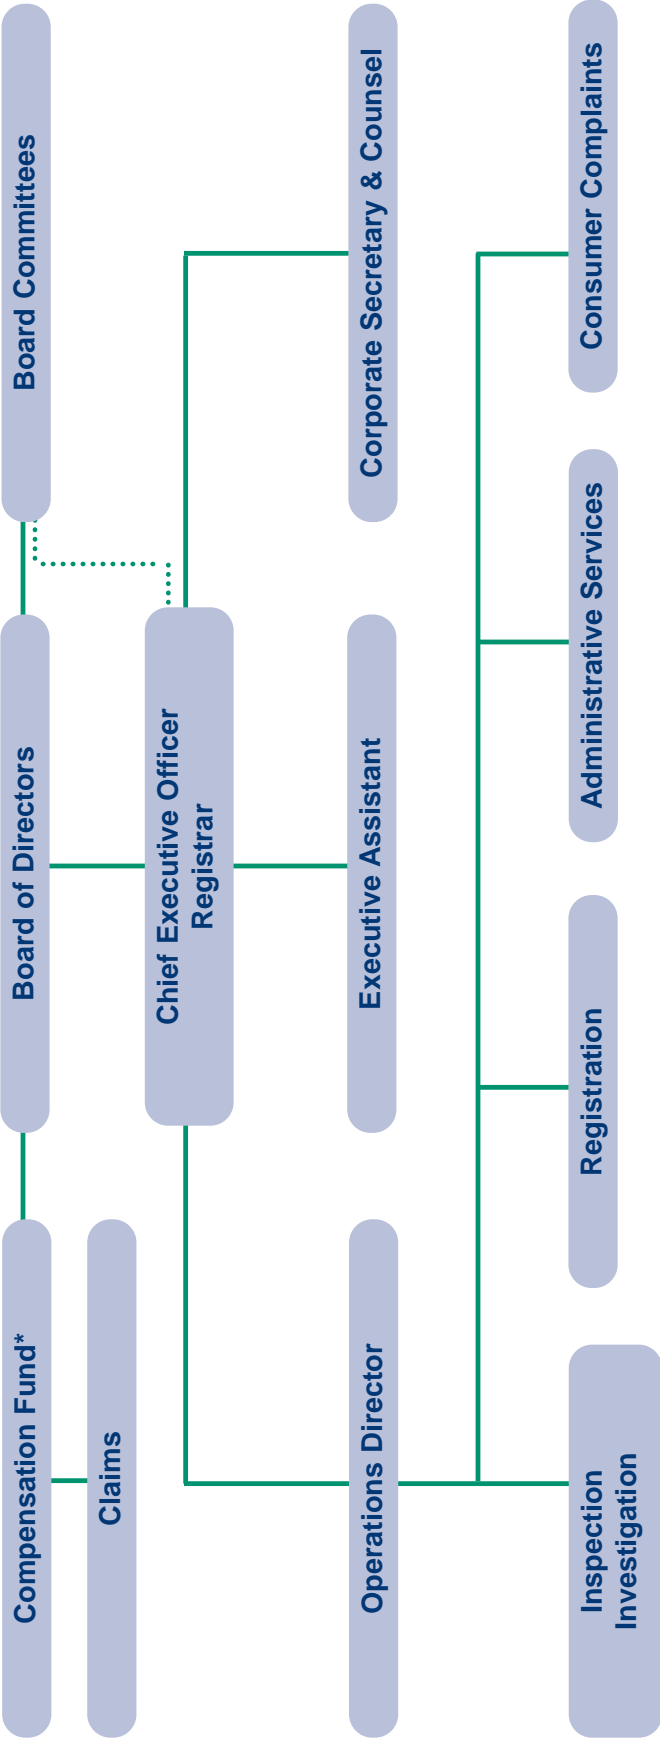 Compensation Fund*
Board of Directors
Board Committees
Claims
Chief Executive Officer
Registrar
Operations Director
Executive Assistant
Corporate Secretary & Counsel
Inspection
Investigation
Registration
Administrative Services
Consumer Complaints